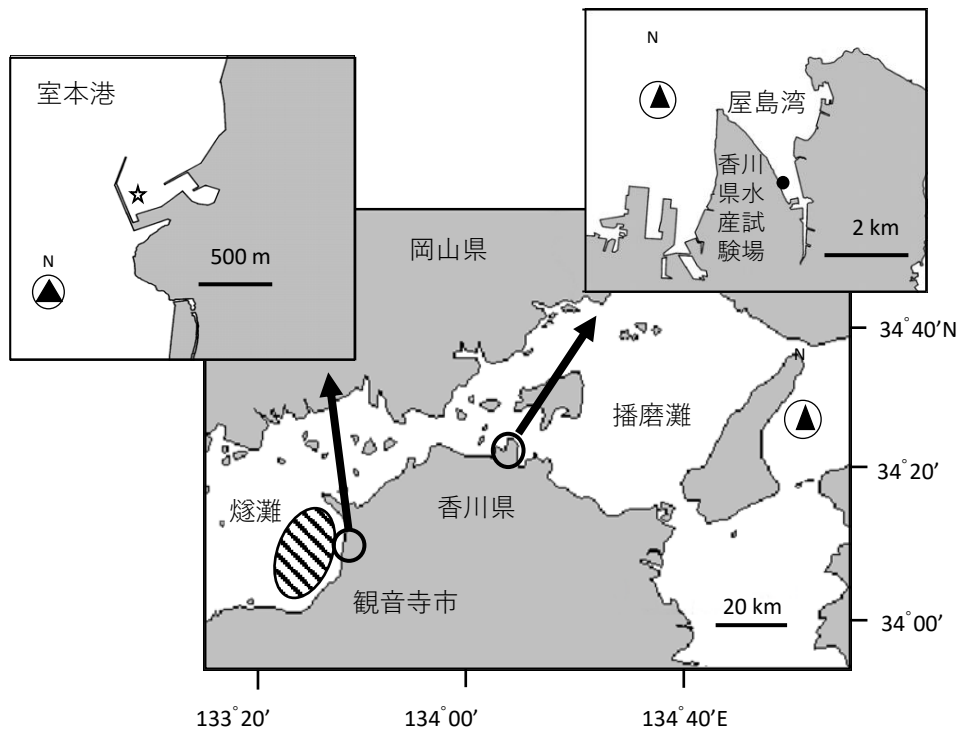 室本港
N
500 m
N
屋島湾
香川
県水
産試
験場
2 km
岡山県
34°40'N
N
播磨灘
34°20'
燧灘
香川県
観音寺市
20 km
34°00'
133°20'
134°00'
134°40'E